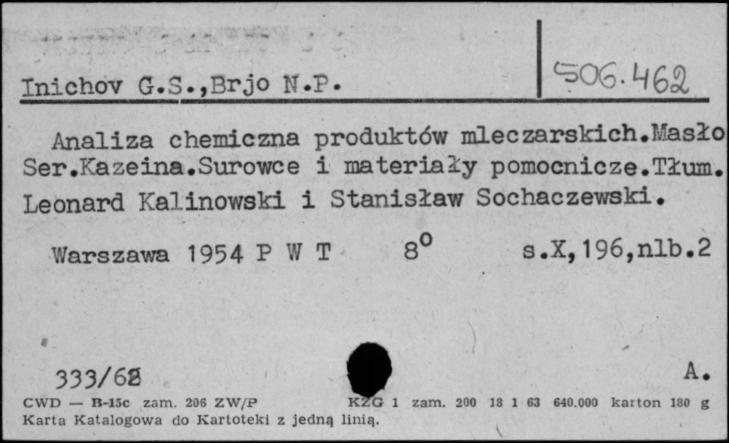 506.462
Inichov G.S.,Brjo N.P.
Analiza chemiczna produktów mleczarskich.Masło
Ser.Kazeina.Surowce i materiały pomocnicze.Tłum.
Leonard Kalinowski i Stanisław Sochaczewski.
Warszawa 1954 P W T 8° s.X,196,nlb.2
333/62 A.
CWD — B-15c zam. 206 ZW/P KZG 1 zam. 200 18 1 63 640.000 karton 180 g
Karta Katalogowa do Kartoteki z jedną linią.